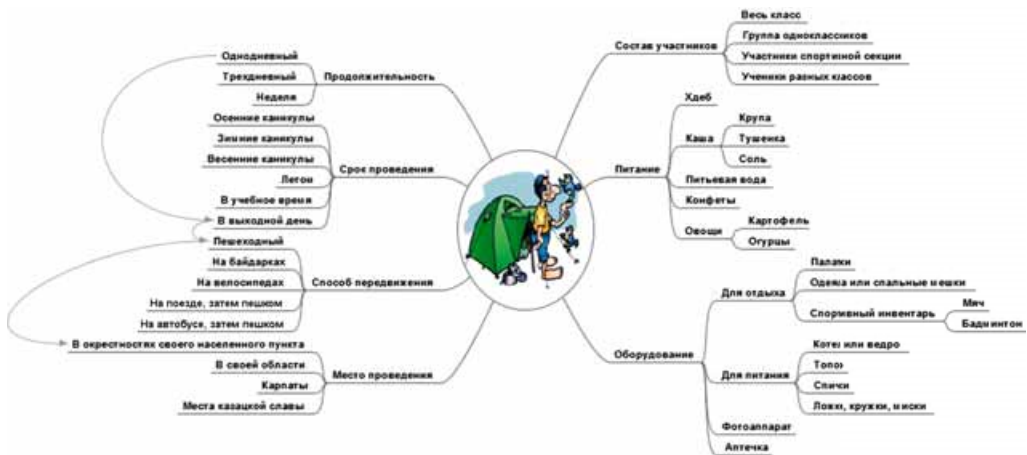 Однодневный
Трехдневный
Неделя
Продолжительность
Осенние каникулы
Зимние каникулы
Весенние каникулы
Летом
В учебное время
В выходной день
Срок проведения
Пешеходный
На байдарках
На велосипедах
На поезде, затем пешком
На автобусе, затем пешком
Способ передвижения
В окрестностях своего населенного пункта
В своей области
Карпаты
Места казацкой славы
Место проведения
Состав участников
Весь класс
Группа одноклассников
Участники спортивной секции
Ученики разных классов
Питание
Хдеб
Каша
Крупа
Тушенка
Соль
Питьевая вода
Конфеты
Овощи
Картофель
Огурцы
Оборудование
Для отдыха
Палаки
Одеяла или спальные мешки
Спормвный инвентарь
Мяч
Бадминтон
Для питания
Котел или ведро
Топор
Спички
Ложки, кружки, миски
Фотоаппарат
Аптечка